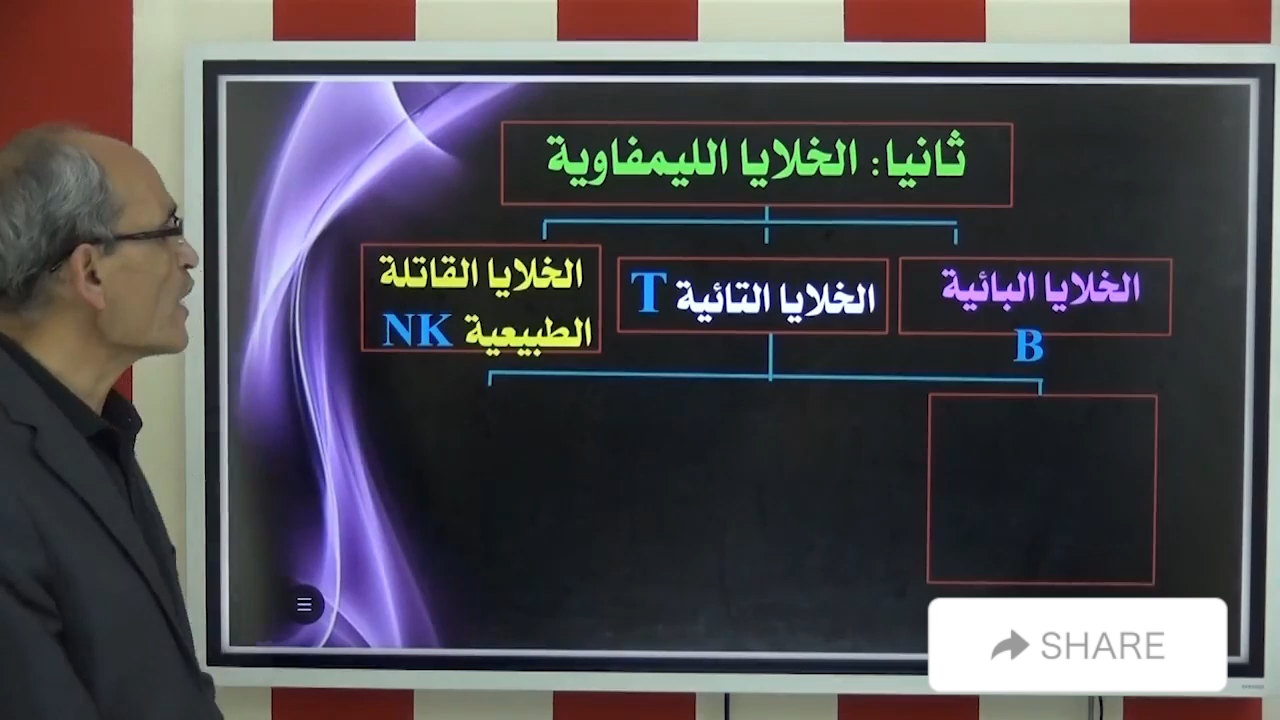 ثانيا: الخلايا الليمفاوية
الخلايا البائية
B
الخلايا التائية T
الخلايا القاتلة
الطبيعية NK
SHARE